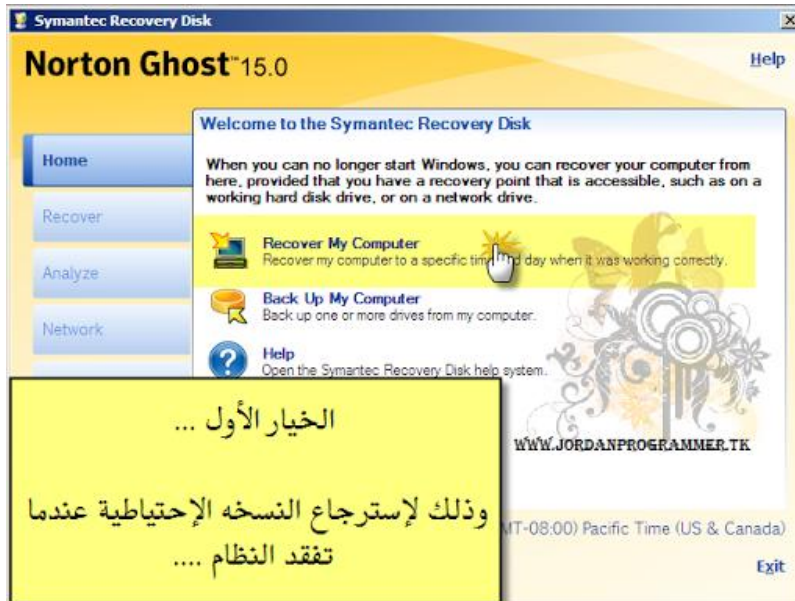 Symantec Recovery Disk
Norton Ghost™ 15.0
Help
Welcome to the Symantec Recovery Disk
Home
When you can no longer start Windows, you can recover your computer from
here, provided that you have a recovery point that is accessible, such as on a
working hard disk drive, or on a network drive.
Recover
Recover My Computer
Recover my computer to a specific time day when it was working correctly.
Analyze
Back Up My Computer
Back up one or more drives from my computer.
Network
Help
Open the Symantec Recovery Disk help system.
الخيار الأول ...
WWW.JORDANPROGRAMMER.TK
وذلك لإسترجاع النسخه الإحتياطية عندما
تفقد النظام ....
MT-08:00) Pacific Time (US & Canada)
Exit